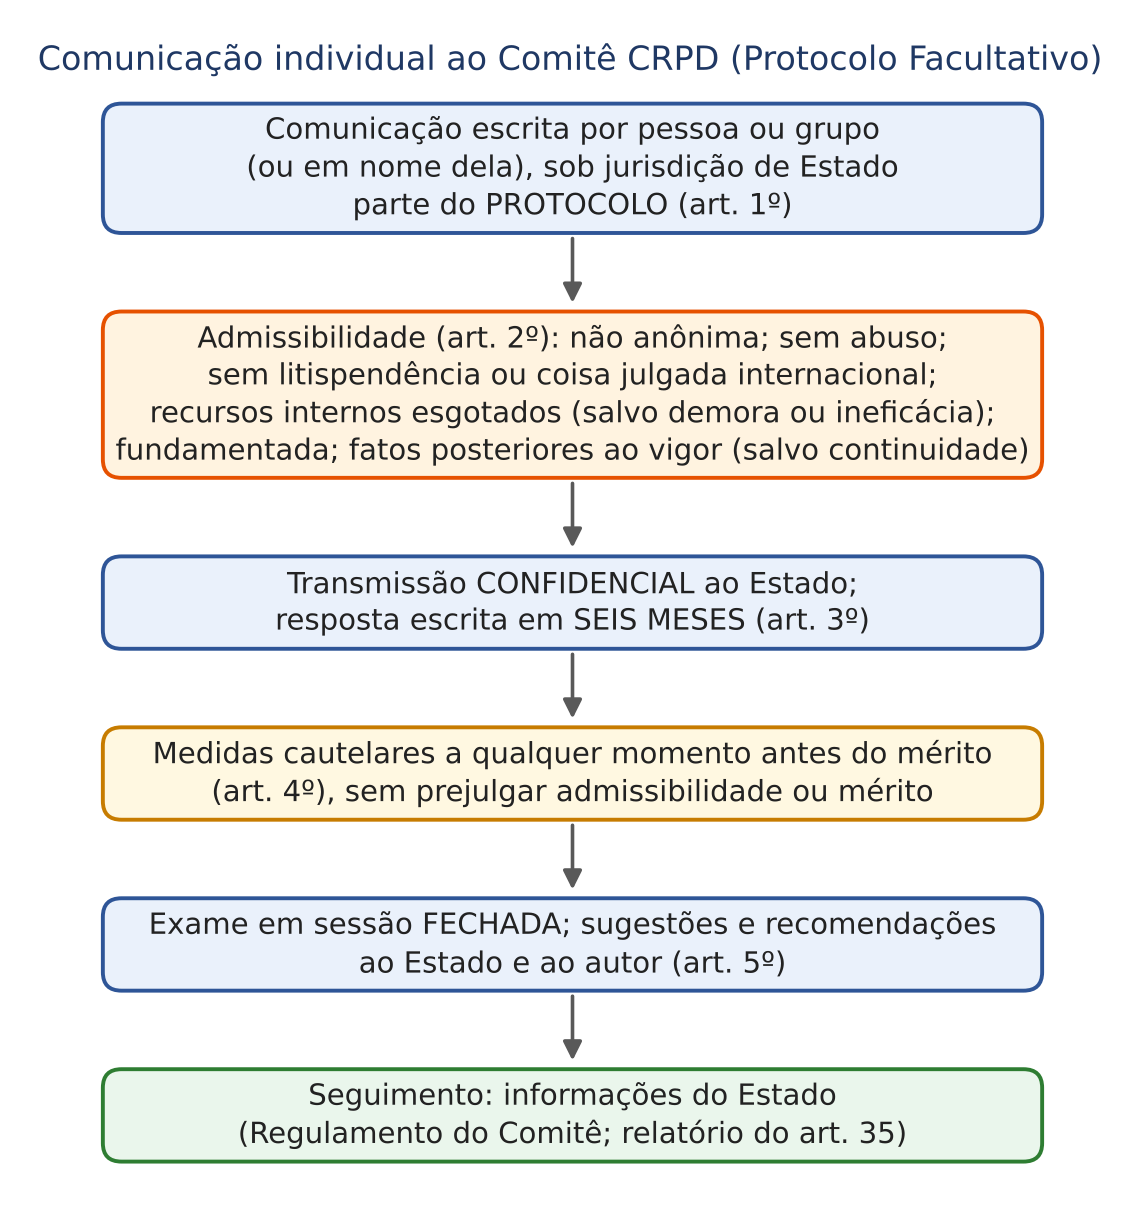 Comunicação individual ao Comitê CRPD (Protocolo Facultativo)
Comunicação escrita por pessoa ou grupo
(ou em nome dela), sob jurisdição de Estado
parte do PROTOCOLO (art. 1º)
Admissibilidade (art. 2º): não anônima; sem abuso;
sem litispendência ou coisa julgada internacional;
recursos internos esgotados (salvo demora ou ineficácia);
fundamentada; fatos posteriores ao vigor (salvo continuidade)
Transmissão CONFIDENCIAL ao Estado;
resposta escrita em SEIS MESES (art. 3º)
Medidas cautelares a qualquer momento antes do mérito
(art. 4º), sem prejulgar admissibilidade ou mérito
Exame em sessão FECHADA; sugestões e recomendações
ao Estado e ao autor (art. 5º)
Seguimento: informações do Estado
(Regulamento do Comitê; relatório do art. 35)